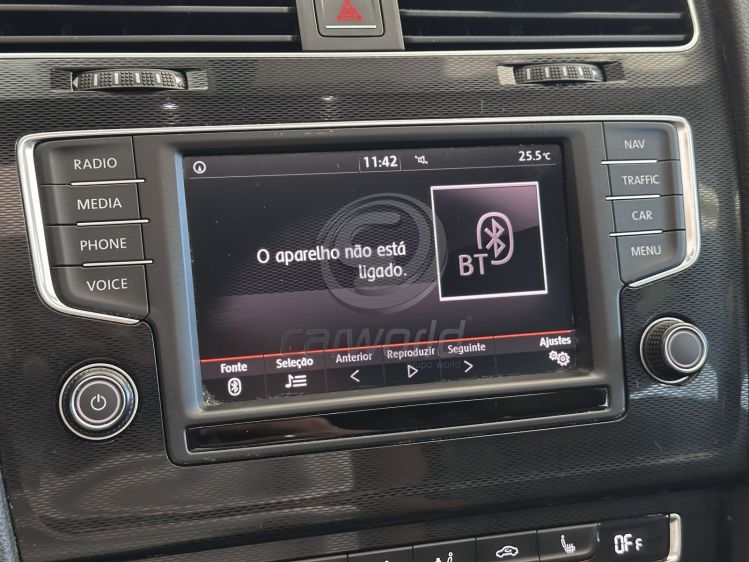 RADIO
MEDIA
PHONE
VOICE
11:42
25.5°C
O aparelho não está
ligado.
BT
carworld®
Fonte
Seleção
Anterior
Reproduzir
Seguinte
Ajustes
NAV
TRAFFIC
CAR
MENU
OFF